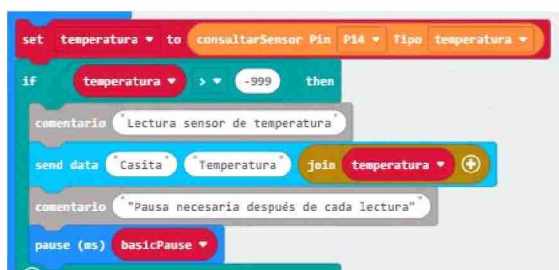 set temperatura to consultarSensor Pin P14 Tipo temperatura
if temperatura > -999 then
comentario "Lectura sensor de temperatura"
send data "Casita" "Temperatura" join temperatura
comentario ""Pausa necesaria después de cada lectura""
pause (ms) basicPause